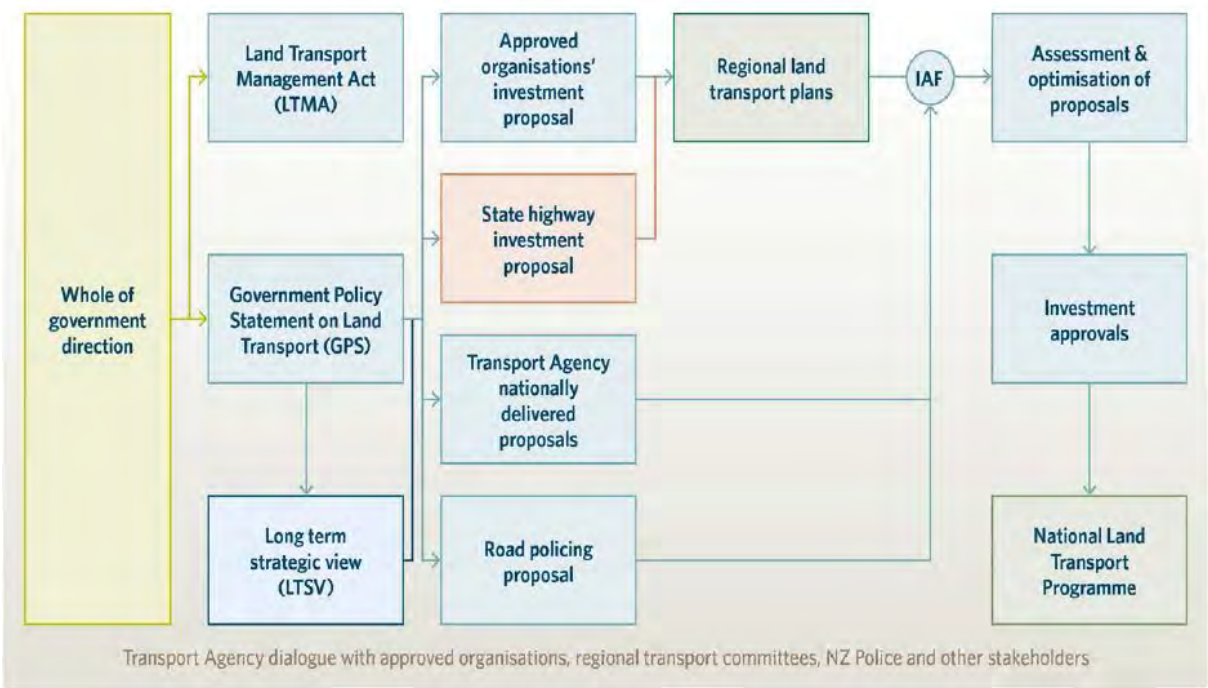 Whole of
government
direction
Land Transport
Management Act
(LTMA)
Government Policy
Statement on Land
Transport (GPS)
Long term
strategic view
(LTSV)
Approved
organisations'
investment
proposal
State highway
investment
proposal
Transport Agency
nationally
delivered
proposals
Road policing
proposal
Regional land
transport plans
IAF
Assessment &
optimisation of
proposals
Investment
approvals
National Land
Transport
Programme
Transport Agency dialogue with approved organisations, regional transport committees, NZ Police and other stakeholders